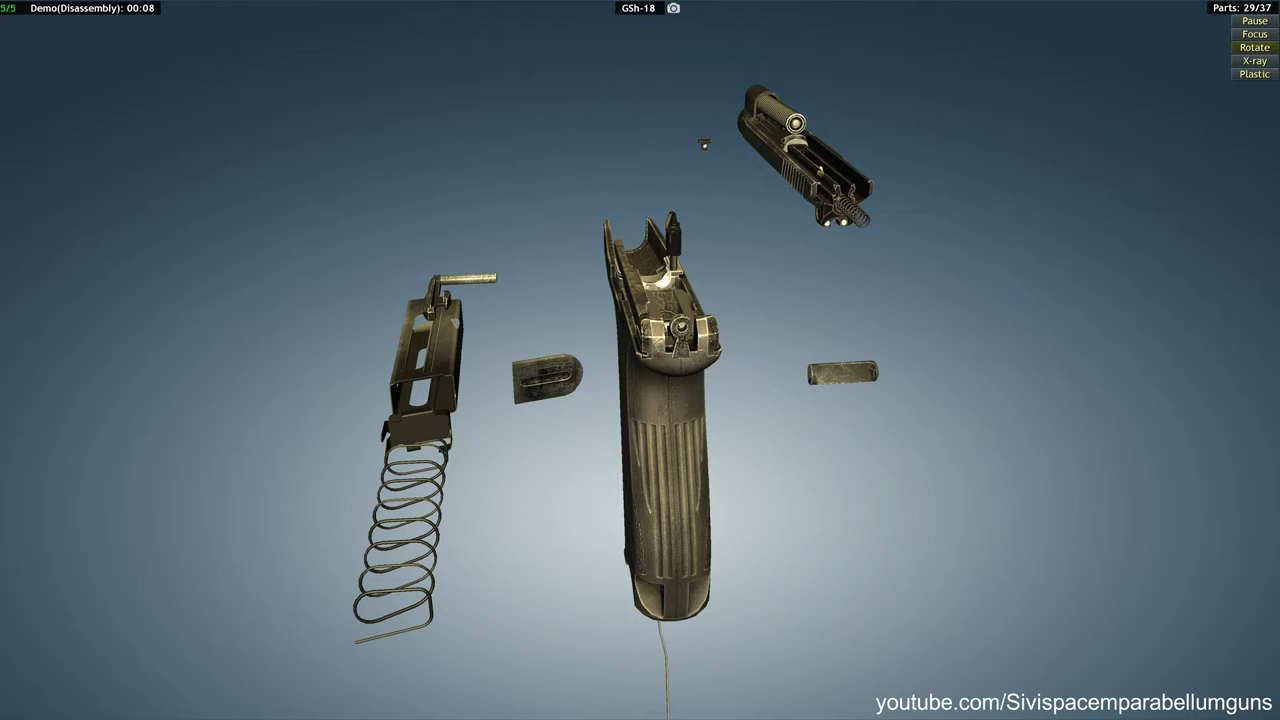 5/5 Demo(Disassembly): 00:08
GSh-18
Parts: 29/37
Pause
Focus
Rotate
X-ray
Plastic
youtube.com/Sivispacemparabellumguns